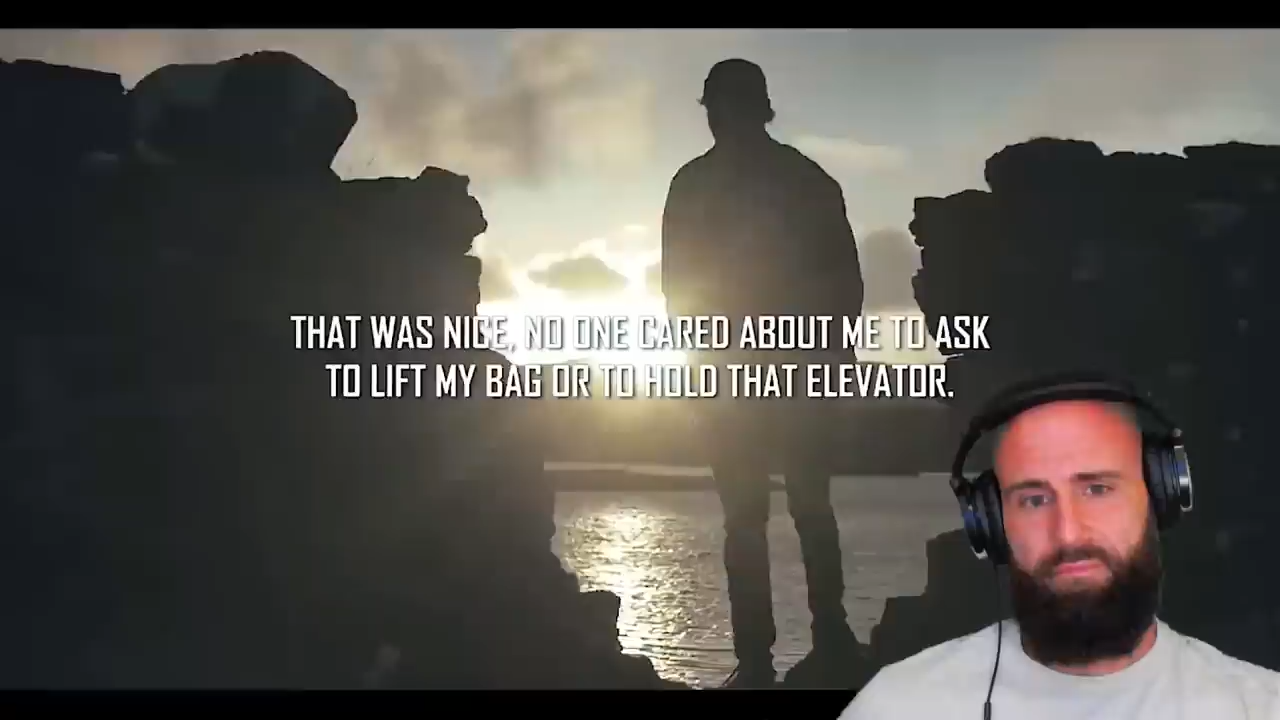 THAT WAS NICE, NO ONE CARED ABOUT ME TO ASK
TO LIFT MY BAG OR TO HOLD THAT ELEVATOR.